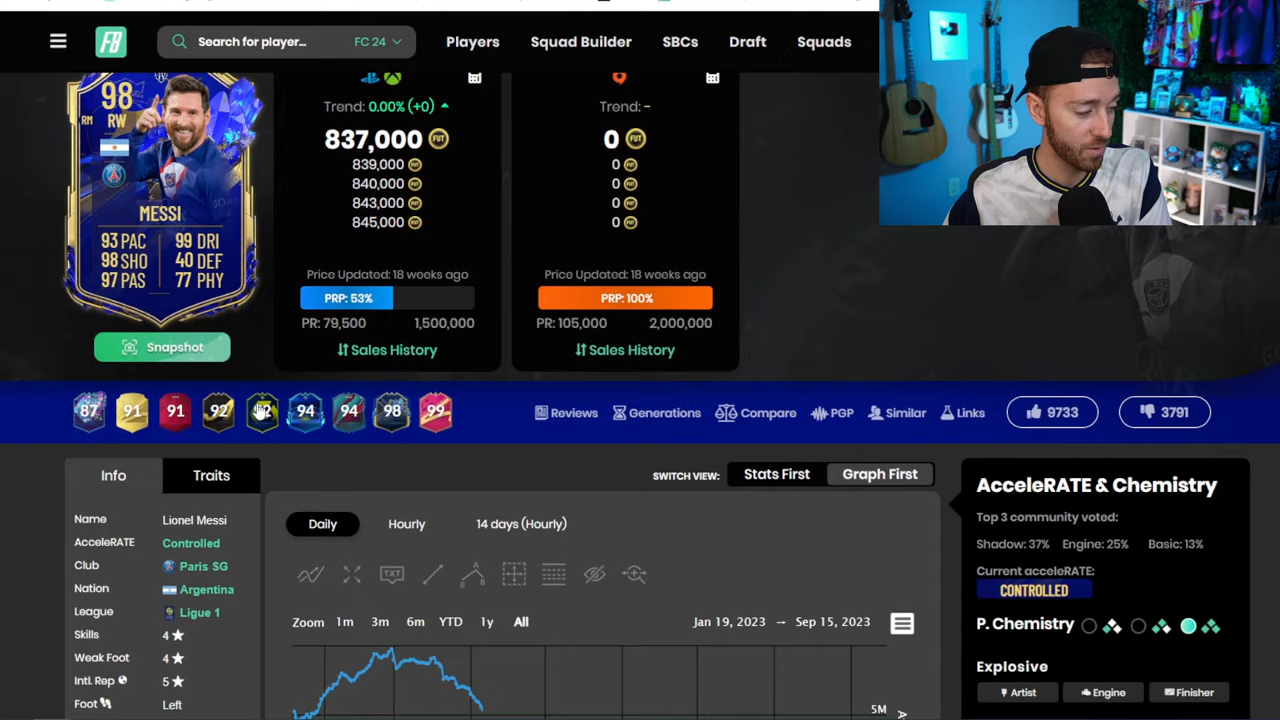 FB
Search for player...
FC 24
Players
Squad Builder
SBCs
Draft
Squads
98
RW
RM
MESSI
93 PAC
99 DRI
98 SHO
40 DEF
97 PAS
77 PHY
Snapshot
Trend: 0.00% (+0)
837,000
FUT
839,000
840,000
843,000
845,000
Price Updated: 18 weeks ago
PRP: 53%
PR: 79,500
1,500,000
Sales History
Trend: -
0
FUT
0
0
0
0
Price Updated: 18 weeks ago
PRP: 100%
PR: 105,000
2,000,000
Sales History
87
91
91
92
94
94
98
99
Reviews
Generations
Compare
PGP
Similar
Links
9733
3791
Info
Traits
Name
Lionel Messi
AcceleRATE
Controlled
Club
Paris SG
Nation
Argentina
League
Ligue 1
Skills
4
Weak Foot
4
Intl. Rep
5
Foot
Left
SWITCH VIEW:
Stats First
Graph First
Daily
Hourly
14 days (Hourly)
TXT
A
0
B
Zoom
1m
3m
6m
YTD
1y
All
Jan 19, 2023 → Sep 15, 2023
5M
AcceleRATE & Chemistry
Top 3 community voted:
Shadow: 37%
Engine: 25%
Basic: 13%
Current acceleRATE:
CONTROLLED
P. Chemistry
Explosive
Artist
Engine
Finisher